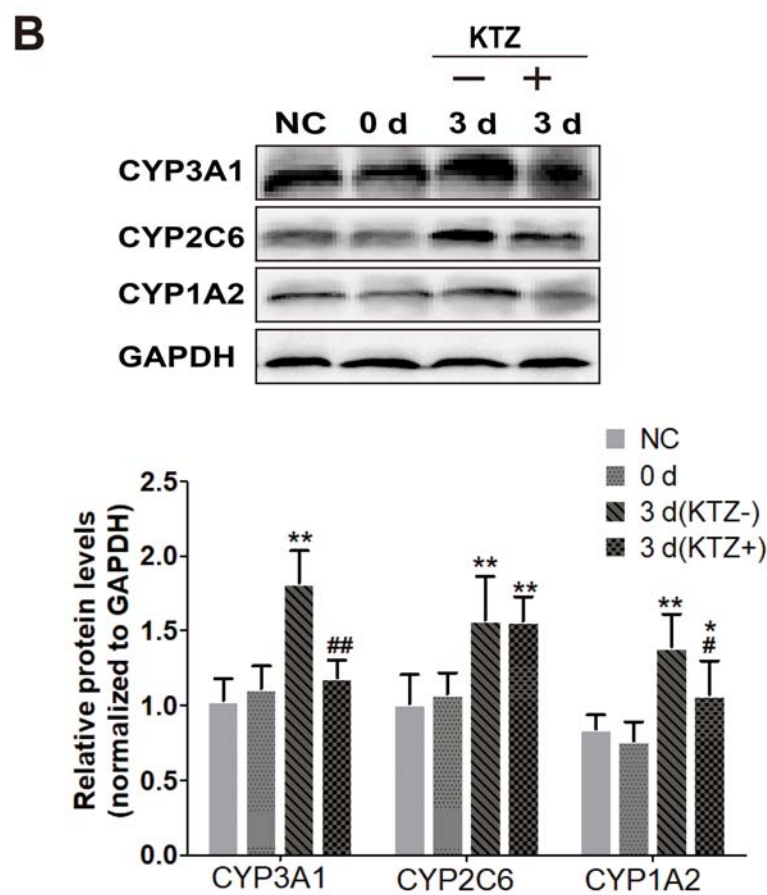 B
KTZ
— +
NC 0 d 3 d 3 d
CYP3A1
CYP2C6
CYP1A2
GAPDH
NC
0 d
3 d(KTZ-)
3 d(KTZ+)
Relative protein levels
(normalized to GAPDH)
2.5
2.0
1.5
1.0
0.5
0.0
**
##
**
**
**
*
#
CYP3A1 CYP2C6 CYP1A2